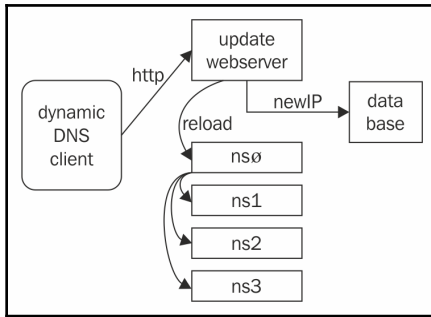 update
webserver
http
dynamic
DNS
client
newIP
data
base
reload
nsø
ns1
ns2
ns3